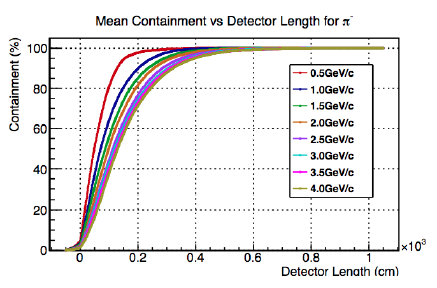 Mean Containment vs Detector Length for π⁻
Containment (%)
100
80
60
40
20
0
0.5GeV/c
1.0GeV/c
1.5GeV/c
2.0GeV/c
2.5GeV/c
3.0GeV/c
3.5GeV/c
4.0GeV/c
0
0.2
0.4
0.6
0.8
1
×10³
Detector Length (cm)